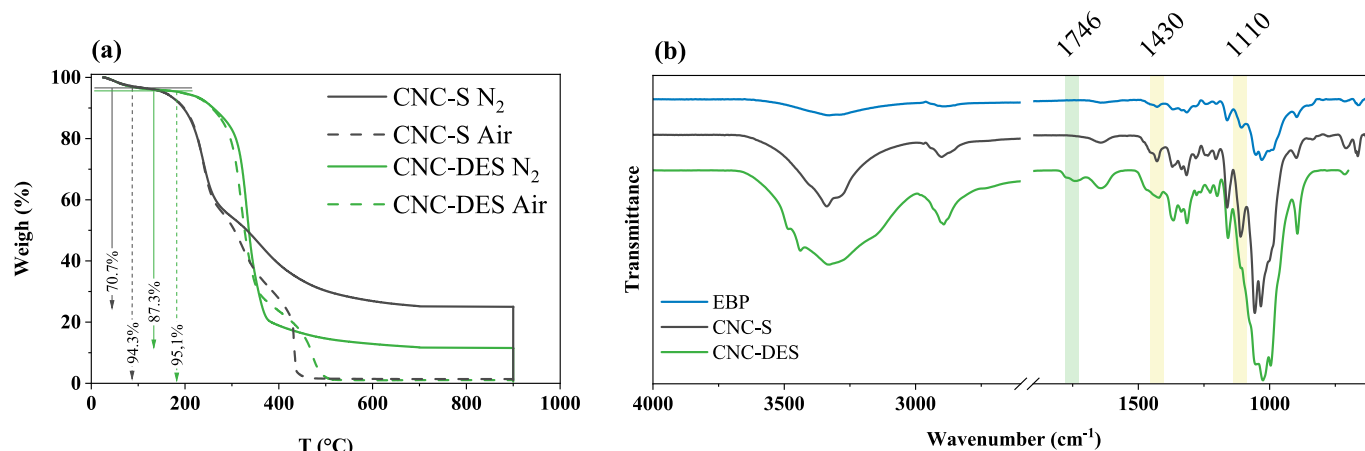 (a)
Weigh (%)
100
80
60
40
20
0
0
200
400
600
800
1000
T (°C)
CNC-S N₂
CNC-S Air
CNC-DES N₂
CNC-DES Air
70.7%
94.3%
87.3%
95,1%
(b)
1746
1430
1110
Transmittance
EBP
CNC-S
CNC-DES
4000
3500
3000
1500
1000
Wavenumber (cm⁻¹)